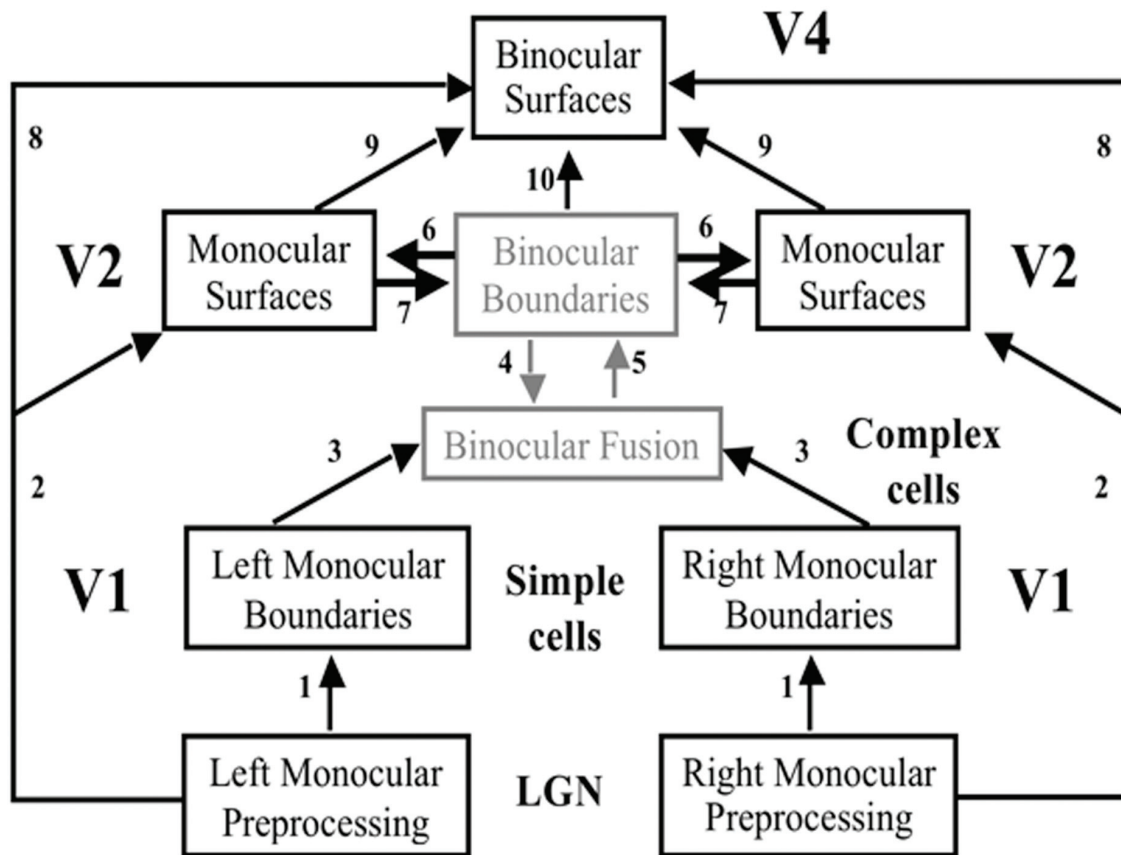 V4
Binocular
Surfaces
8
9
9
8
10
V2
Monocular
Surfaces
6
7
Binocular
Boundaries
6
7
Monocular
Surfaces
V2
4
5
Binocular Fusion
Complex
cells
2
3
3
2
V1
Left Monocular
Boundaries
Simple
cells
Right Monocular
Boundaries
V1
1
1
Left Monocular
Preprocessing
LGN
Right Monocular
Preprocessing